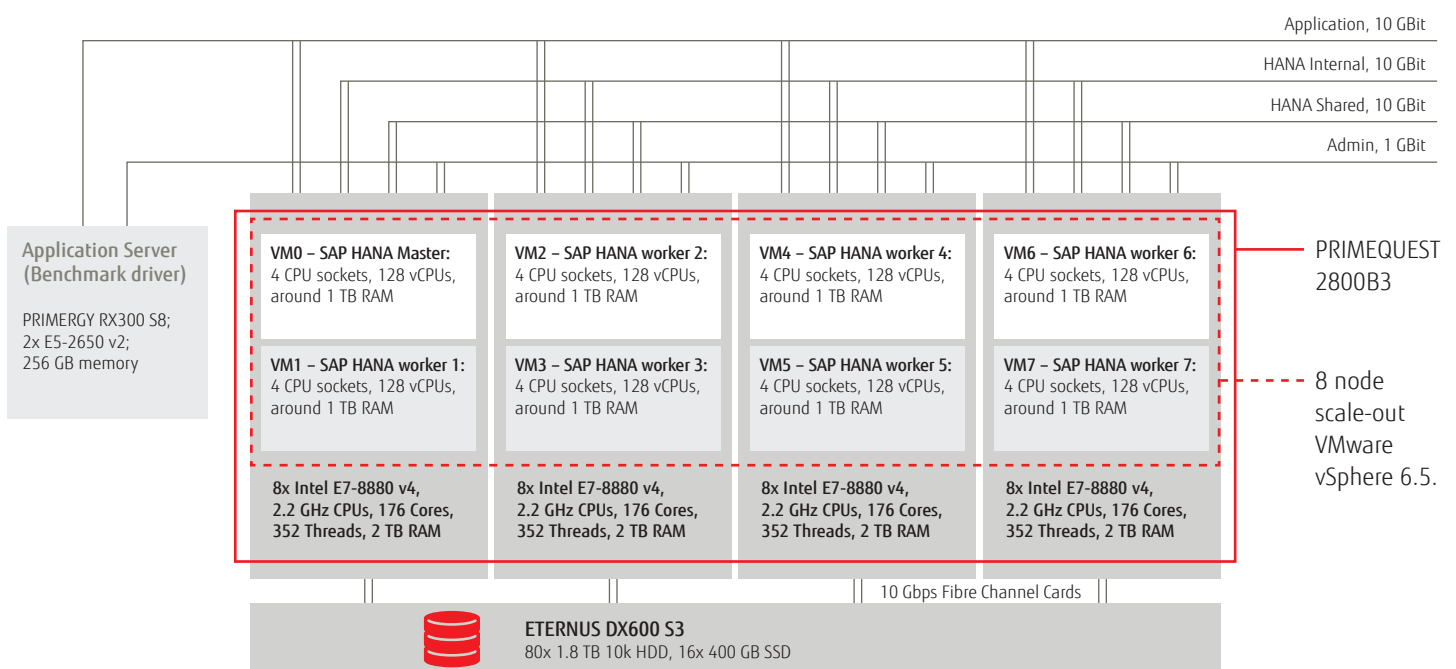 Application, 10 GBit
HANA Internal, 10 GBit
HANA Shared, 10 GBit
Admin, 1 GBit
Application Server
(Benchmark driver)
PRIMERGY RX300 S8;
2x E5-2650 v2;
256 GB memory
VM0 – SAP HANA Master:
4 CPU sockets, 128 vCPUs,
around 1 TB RAM
VM1 – SAP HANA worker 1:
4 CPU sockets, 128 vCPUs,
around 1 TB RAM
8x Intel E7-8880 v4,
2.2 GHz CPUs, 176 Cores,
352 Threads, 2 TB RAM
VM2 – SAP HANA worker 2:
4 CPU sockets, 128 vCPUs,
around 1 TB RAM
VM3 – SAP HANA worker 3:
4 CPU sockets, 128 vCPUs,
around 1 TB RAM
8x Intel E7-8880 v4,
2.2 GHz CPUs, 176 Cores,
352 Threads, 2 TB RAM
VM4 – SAP HANA worker 4:
4 CPU sockets, 128 vCPUs,
around 1 TB RAM
VM5 – SAP HANA worker 5:
4 CPU sockets, 128 vCPUs,
around 1 TB RAM
8x Intel E7-8880 v4,
2.2 GHz CPUs, 176 Cores,
352 Threads, 2 TB RAM
VM6 – SAP HANA worker 6:
4 CPU sockets, 128 vCPUs,
around 1 TB RAM
VM7 – SAP HANA worker 7:
4 CPU sockets, 128 vCPUs,
around 1 TB RAM
8x Intel E7-8880 v4,
2.2 GHz CPUs, 176 Cores,
352 Threads, 2 TB RAM
PRIMEQUEST
2800B3
8 node
scale-out
VMware
vSphere 6.5.
10 Gbps Fibre Channel Cards
ETERNUS DX600 S3
80x 1.8 TB 10k HDD, 16x 400 GB SSD